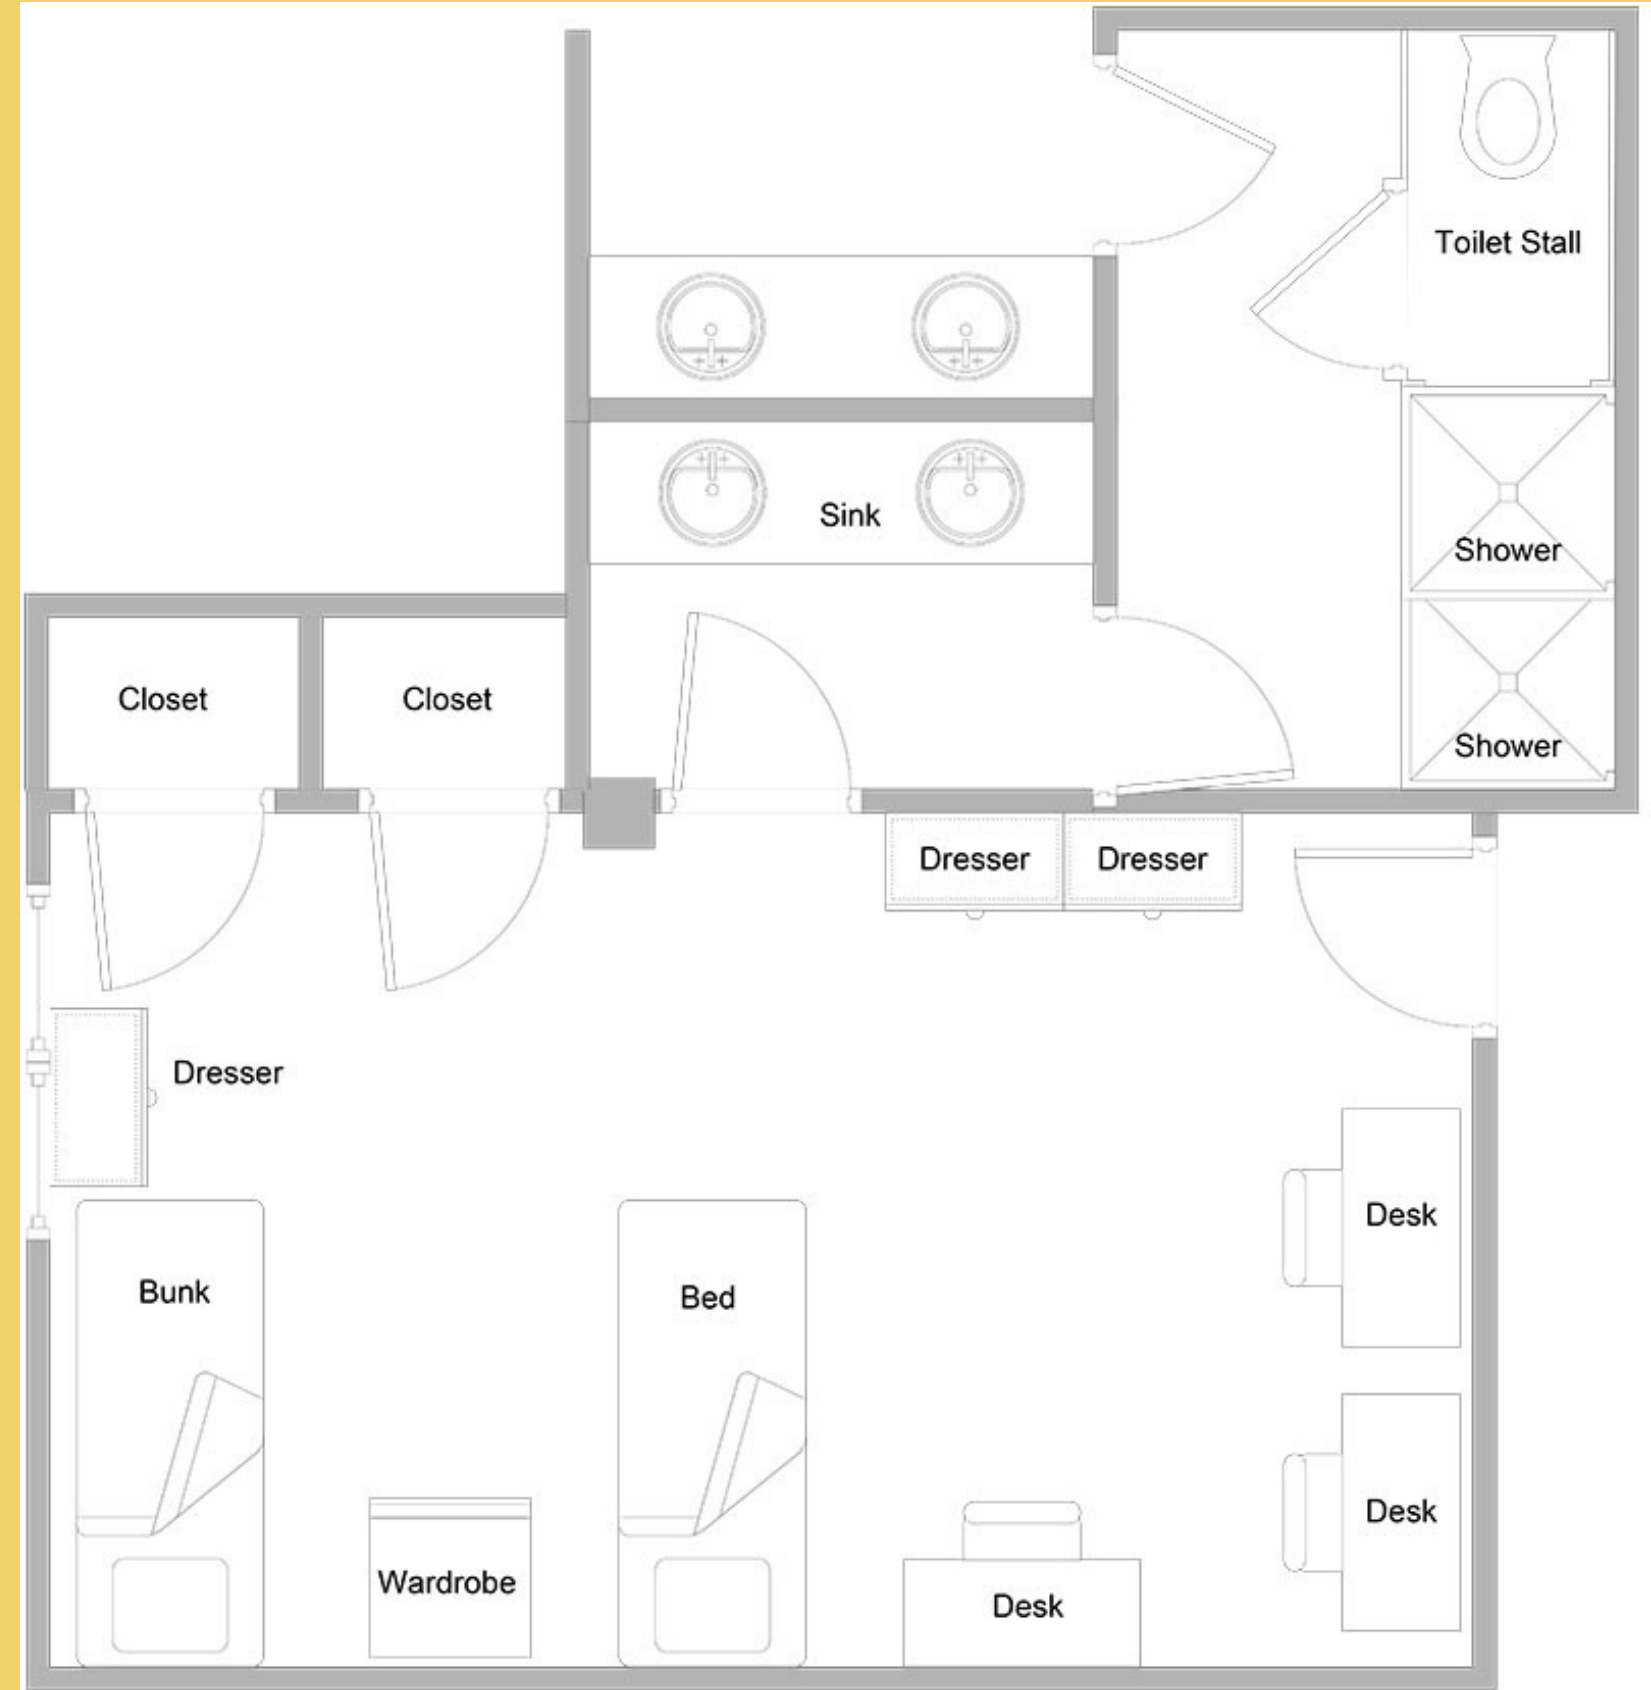 Toilet Stall
Sink
Shower
Closet
Closet
Shower
Dresser
Dresser
Dresser
Desk
Bunk
Bed
Desk
Wardrobe
Desk